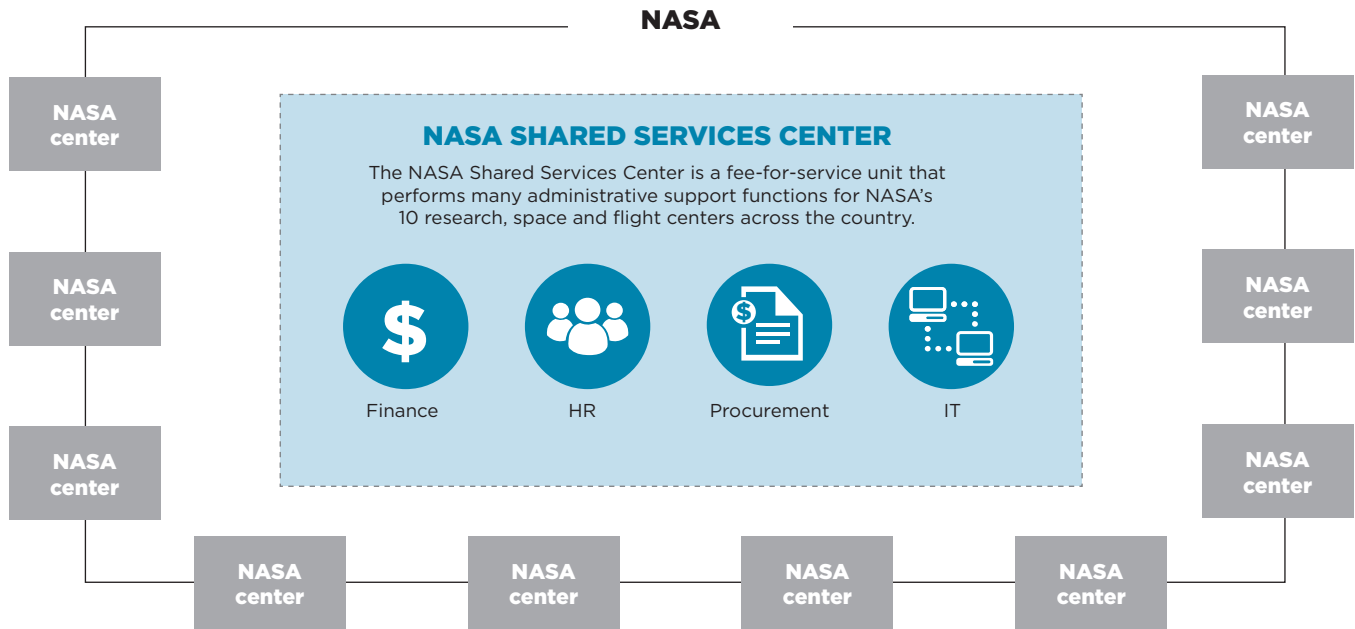 NASA
NASA
center
NASA
center
NASA
center
NASA SHARED SERVICES CENTER
The NASA Shared Services Center is a fee-for-service unit that
performs many administrative support functions for NASA’s
10 research, space and flight centers across the country.
$
$
Finance
HR
Procurement
IT
NASA
center
NASA
center
NASA
center
NASA
center
NASA
center
NASA
center
NASA
center